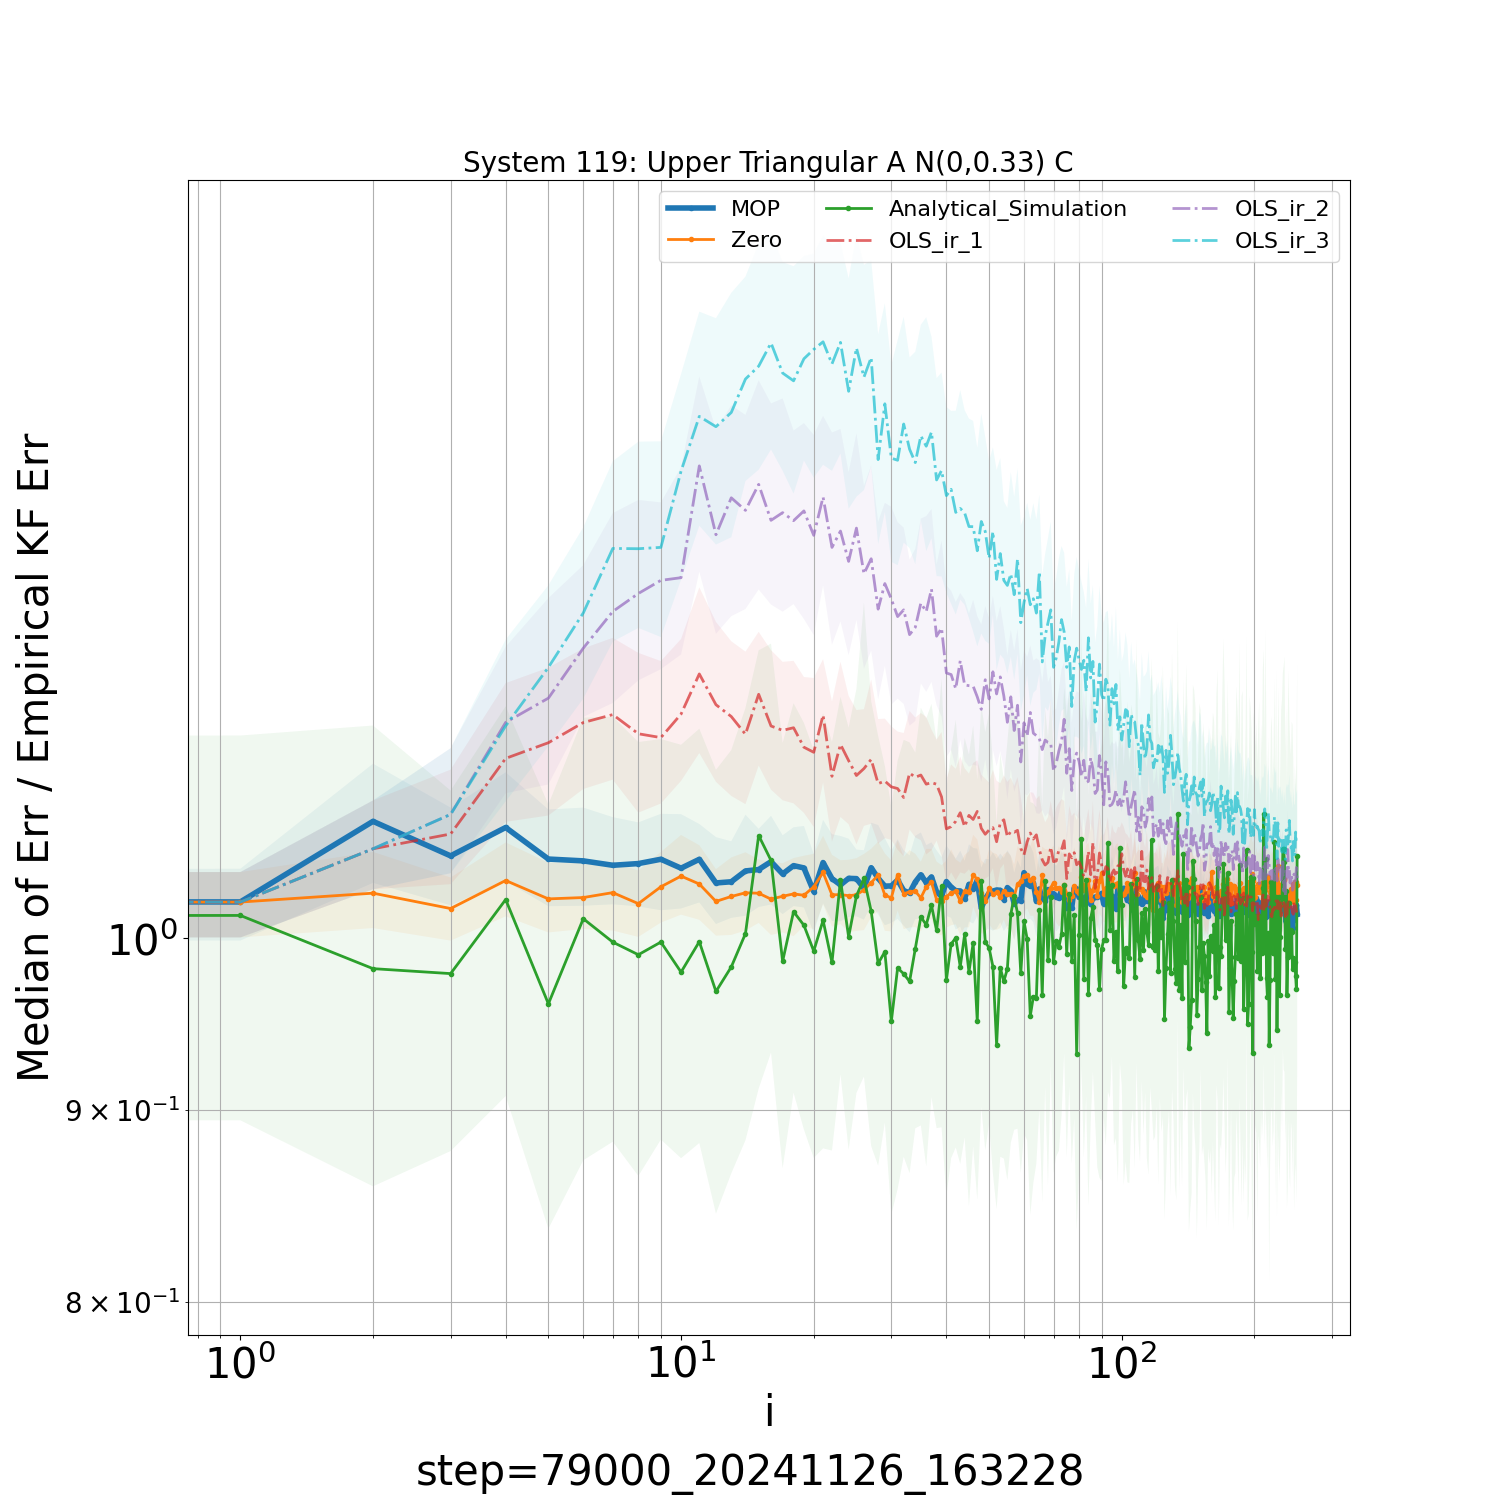 System 119: Upper Triangular A N(0,0.33) C
MOP
Zero
Analytical_Simulation
OLS_ir_1
OLS_ir_2
OLS_ir_3
Median of Err / Empirical KF Err
10⁰
9 × 10⁻¹
8 × 10⁻¹
10⁰ 10¹ 10²
i
step=79000_20241126_163228